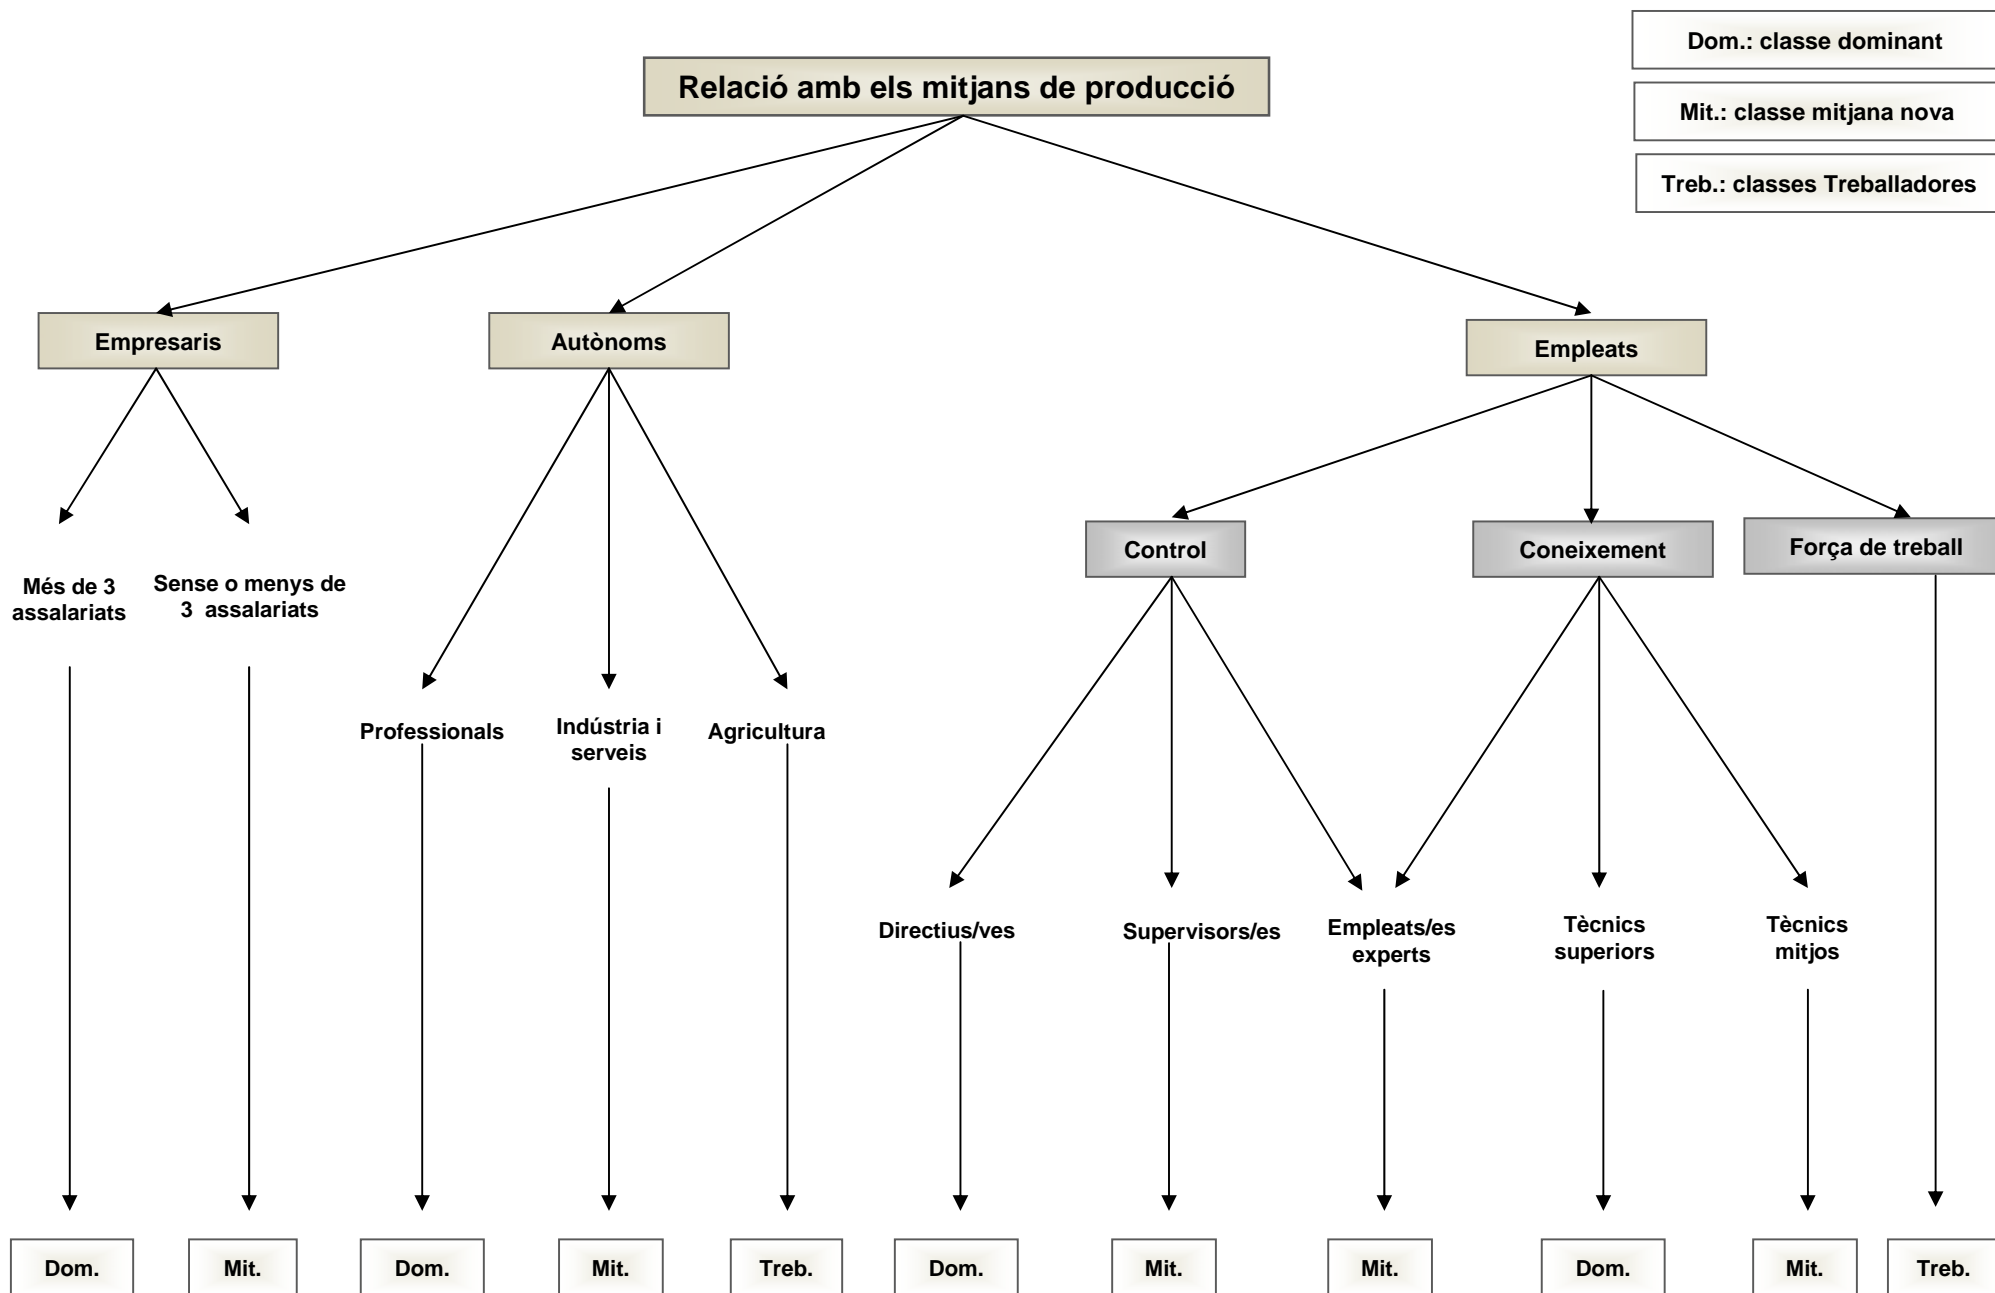 Dom.: classe dominant
Relació amb els mitjans de producció
Mit.: classe mitjana nova
Treb.: classes Treballadores
Empresaris
Autònoms
Empleats
Control
Coneixement
Força de treball
Més de 3
assalariats
Sense o menys de
3  assalariats
Professionals
Indústria i
serveis
Agricultura
Directius/ves
Supervisors/es
Empleats/es
experts
Tècnics
superiors
Tècnics
mitjos
Dom.
Mit.
Dom.
Mit.
Treb.
Dom.
Mit.
Mit.
Dom.
Mit.
Treb.